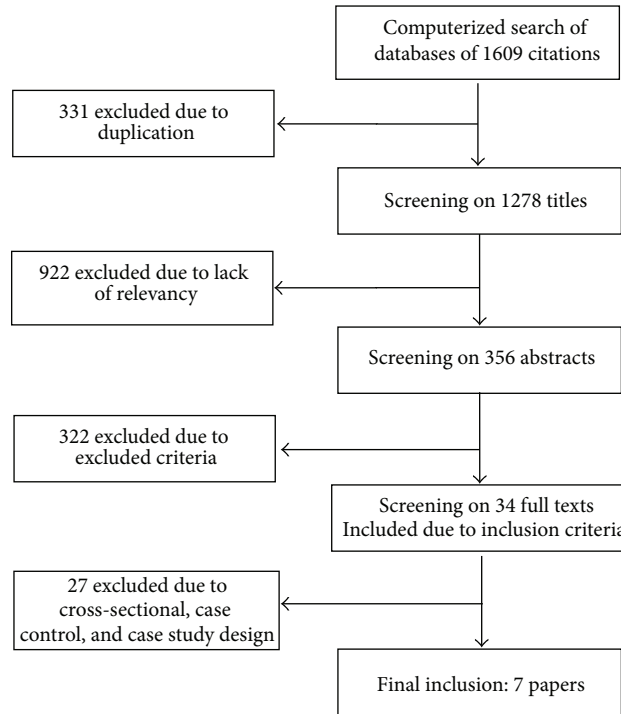 Computerized search of
databases of 1609 citations
331 excluded due to
duplication
Screening on 1278 titles
922 excluded due to lack
of relevancy
Screening on 356 abstracts
322 excluded due to
excluded criteria
Screening on 34 full texts
Included due to inclusion criteria
27 excluded due to
cross-sectional, case
control, and case study design
Final inclusion: 7 papers